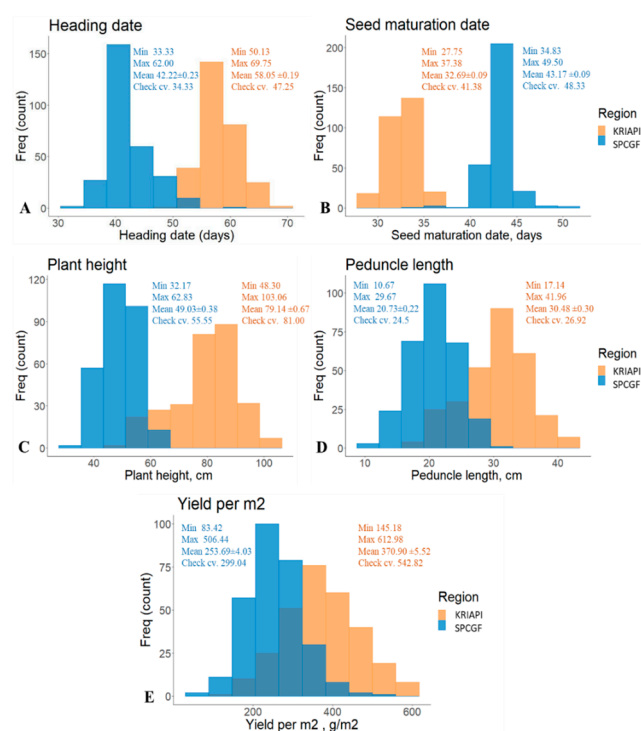 Heading date
Min 33.33
Max 62.00
Mean 42.22±0.23
Check cv. 34.33
Min 50.13
Max 69.75
Mean 58.05 ±0.19
Check cv. 47.25
Freq (count)
150
100
50
0
A
30 40 50 60 70
Heading date (days)
Seed maturation date
Min 27.75
Max 37.38
Mean 32.69±0.09
Check cv. 41.38
Min 34.83
Max 49.50
Mean 43.17 ±0.09
Check cv. 48.33
Freq (count)
200
150
100
50
0
B
30 35 40 45 50
Seed maturation date, days
Region
KRIAPI
SPCGF
Plant height
Min 32.17
Max 62.83
Mean 49.03±0.38
Check cv. 55.55
Min 48.30
Max 103.06
Mean 79.14 ±0.67
Check cv. 81.00
Freq (count)
120
90
60
30
0
C
40 60 80 100
Plant height, cm
Peduncle length
Min 10.67
Max 29.67
Mean 20.73±0,22
Check cv. 24.5
Min 17.14
Max 41.96
Mean 30.48 ±0.30
Check cv. 26.92
Freq (count)
100
75
50
25
0
D
10 20 30 40
Peduncle length, cm
Region
KRIAPI
SPCGF
Yield per m2
Min 83.42
Max 506.44
Mean 253.69±4.03
Check cv. 299.04
Min 145.18
Max 612.98
Mean 370.90 ±5.52
Check cv. 542.82
Freq (count)
100
75
50
25
0
E
200 400 600
Yield per m2 , g/m2
Region
KRIAPI
SPCGF